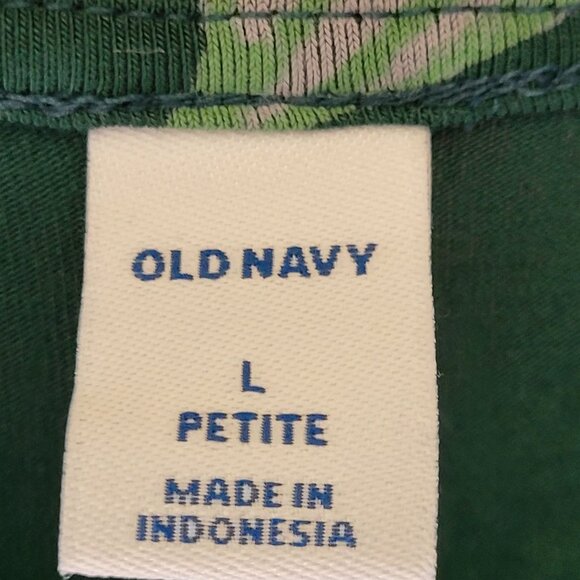 OLD NAVY
L
PETITE
MADE IN
INDONESIA